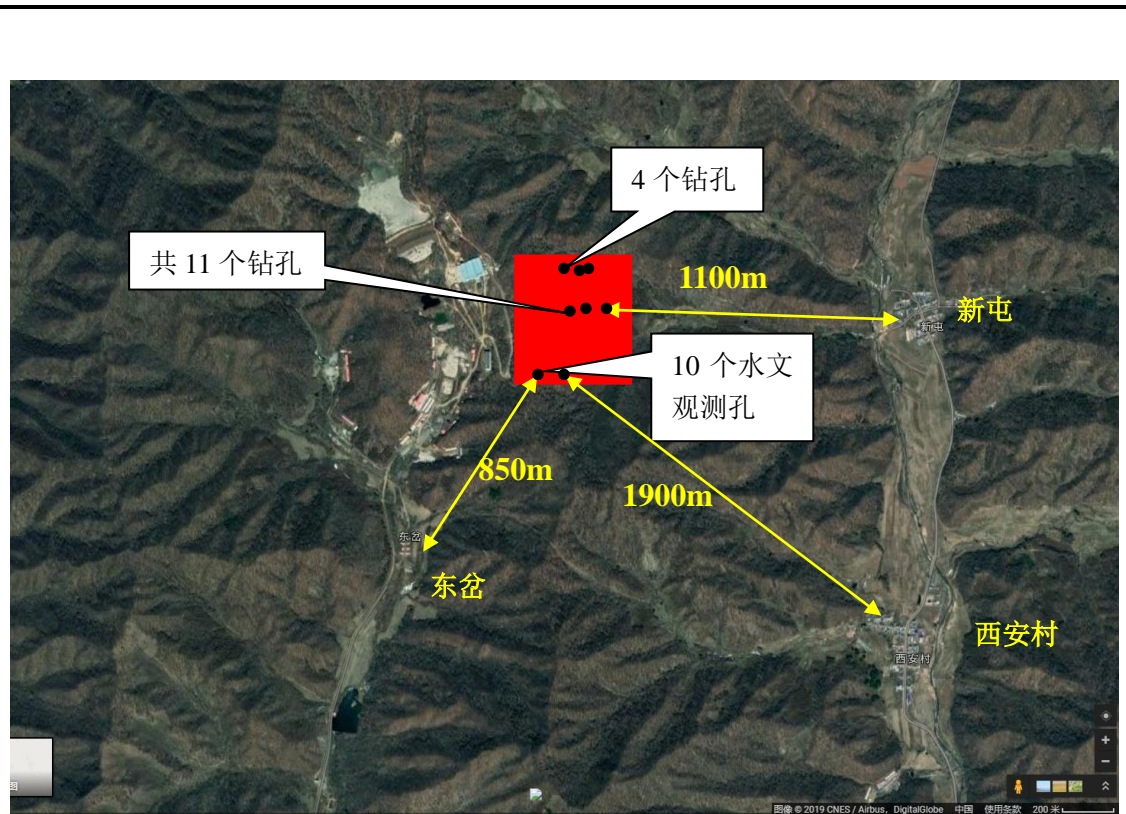 4 个钻孔
共 11 个钻孔
1100m
新屯
新屯
10 个水文
观测孔
850m
1900m
东岔
东岔
西安村
西安村
图
图像 © 2019 CNES / Airbus, DigitalGlobe 中国 使用条款 200 米